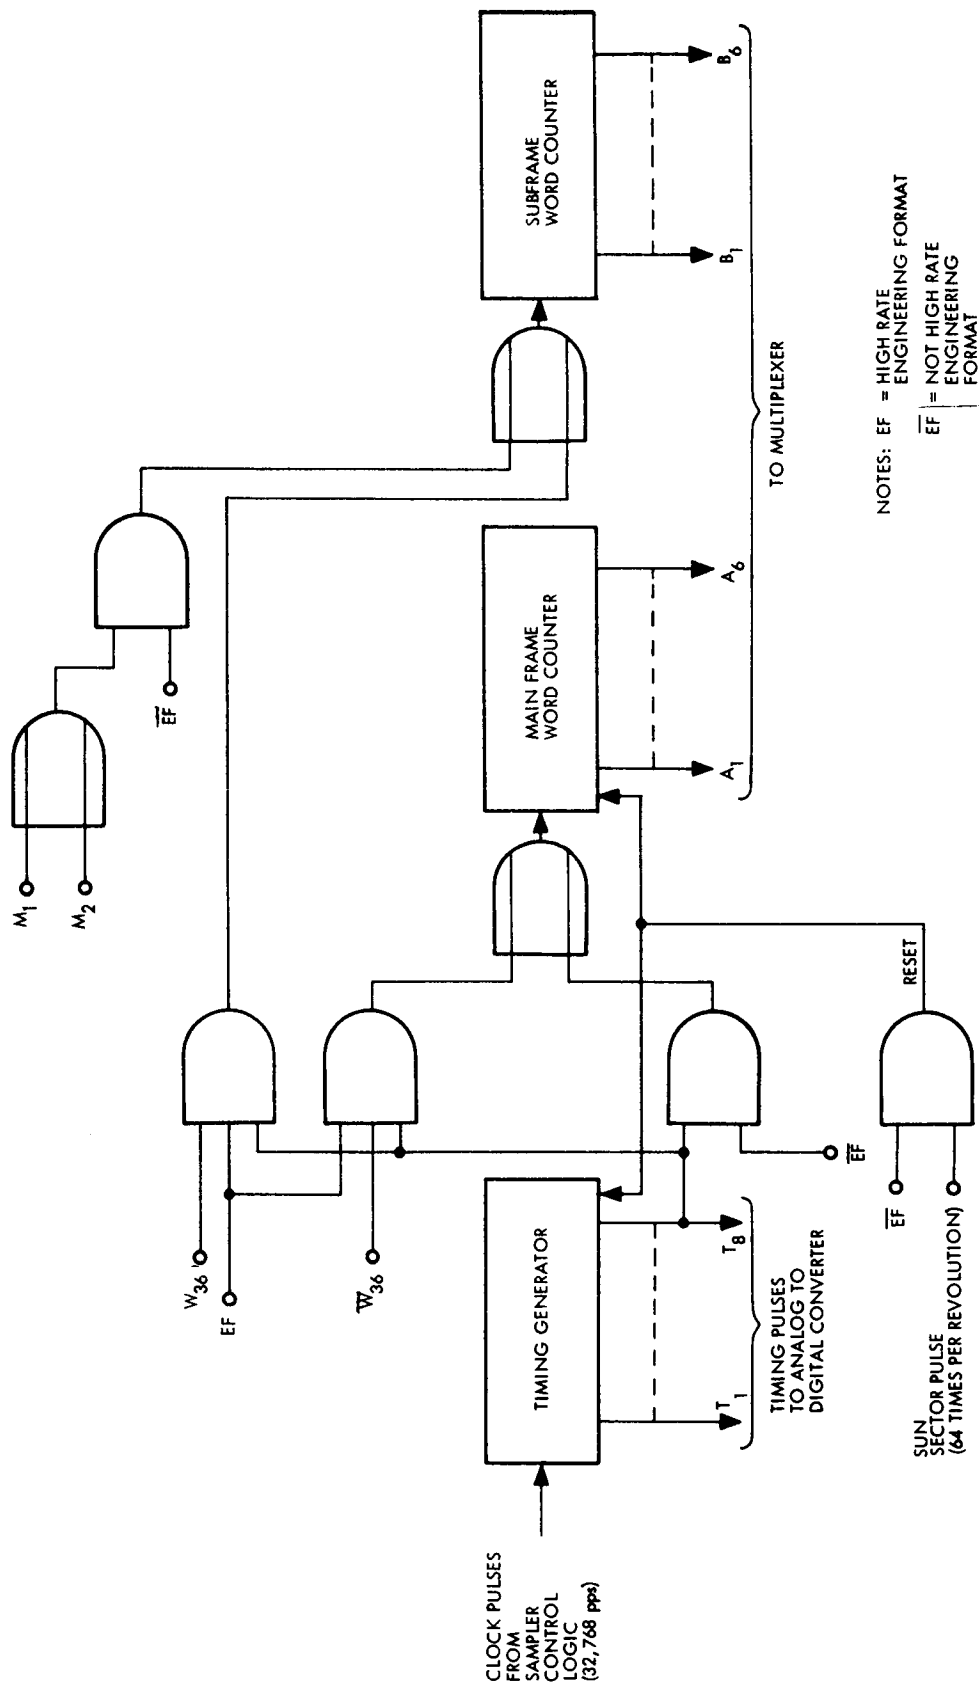 M1
M2
EF
W36
EF
W36
SUBFRAME
WORD COUNTER
MAIN FRAME
WORD COUNTER
TIMING GENERATOR
CLOCK PULSES
FROM
SAMPLER
CONTROL
LOGIC
(32,768 pps)
T1
T8
TIMING PULSES
TO ANALOG TO
DIGITAL CONVERTER
A1
A6
B1
B6
TO MULTIPLEXER
EF
RESET
EF
SUN
SECTOR PULSE
(64 TIMES PER REVOLUTION)
NOTES: EF = HIGH RATE
ENGINEERING FORMAT
EF = NOT HIGH RATE
ENGINEERING
FORMAT